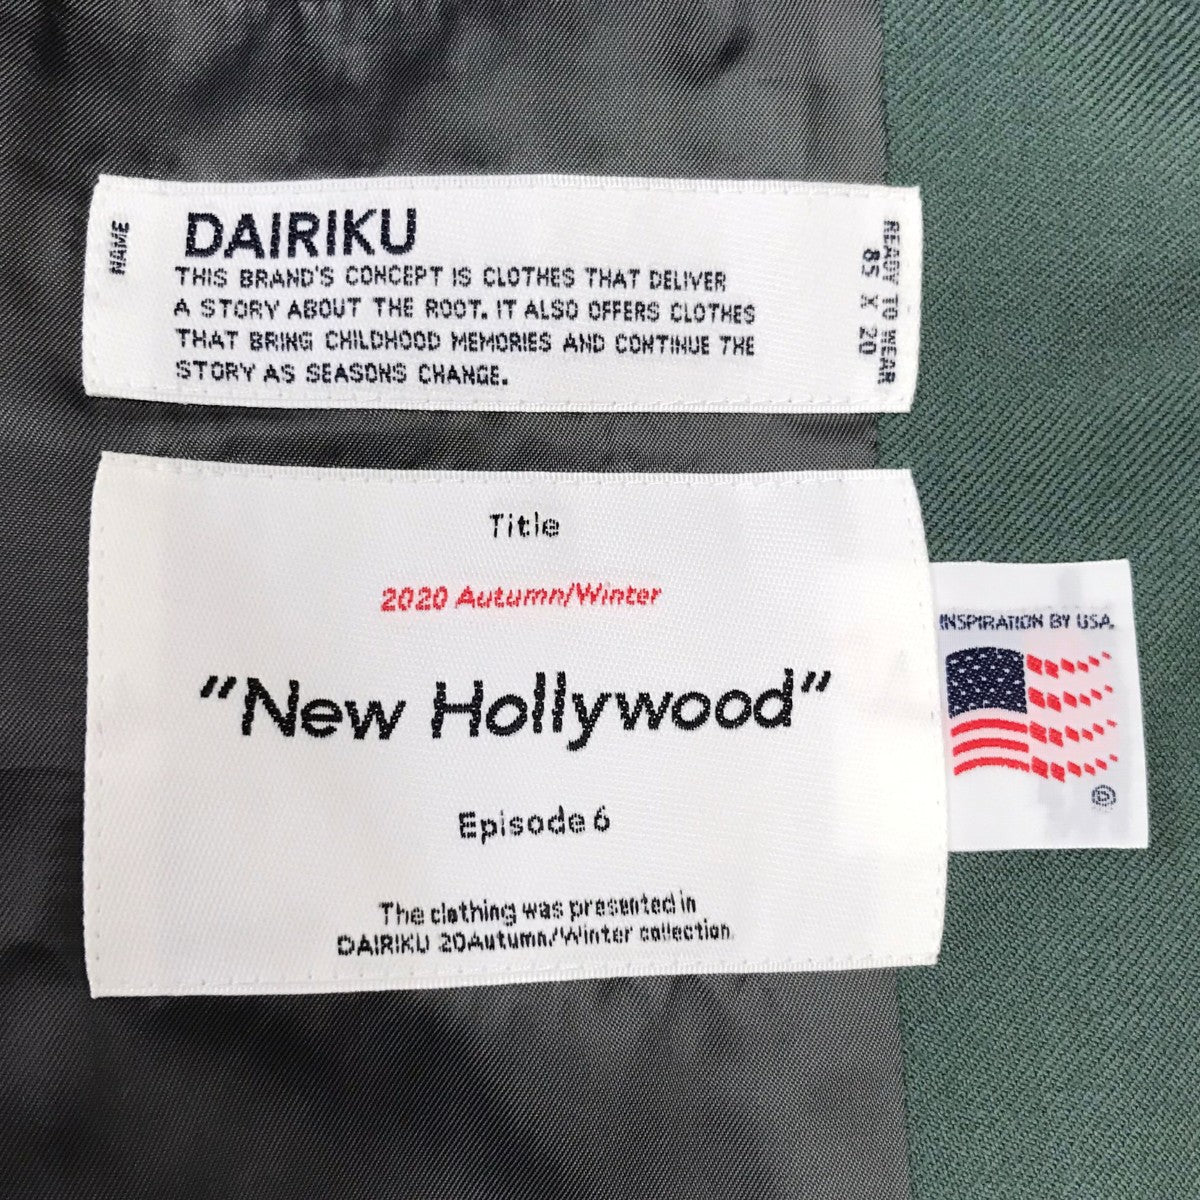 NAME
DAIRIKU
THIS BRAND'S CONCEPT IS CLOTHES THAT DELIVER
A STORY ABOUT THE ROOT. IT ALSO OFFERS CLOTHES
THAT BRING CHILDHOOD MEMORIES AND CONTINUE THE
STORY AS SEASONS CHANGE.
READY TO WEAR
85 X 20
Title
2020 Autumn/Winter
"New Hollywood"
Episode 6
The clothing was presented in
DAIRIKU 20Autumn/Winter collection
INSPIRATION BY USA.